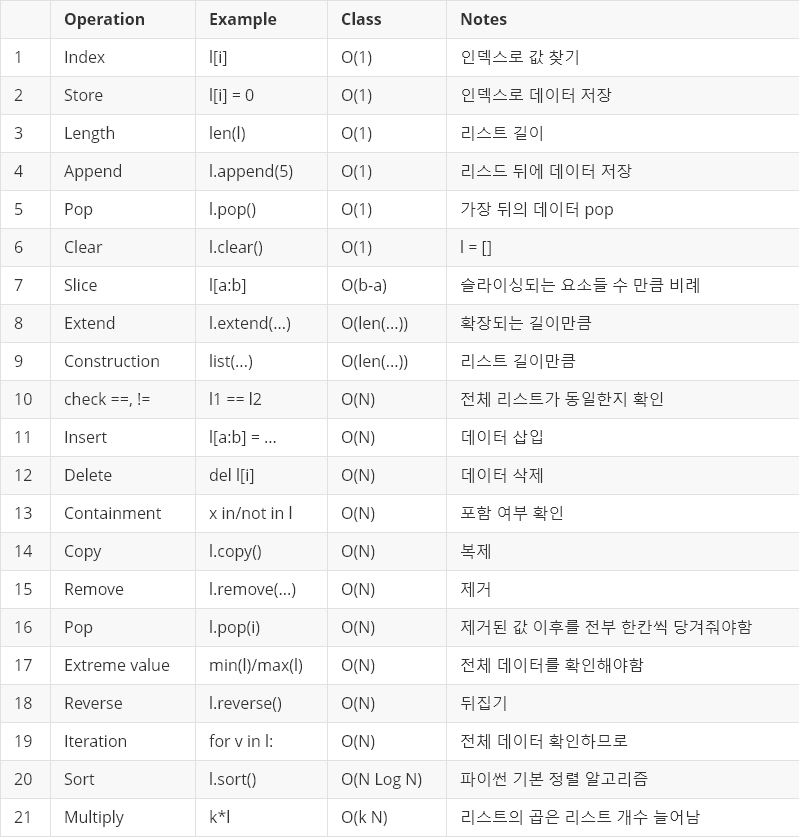 Operation Example Class Notes
1 Index l[i] O(1) 인덱스로 값 찾기
2 Store l[i] = 0 O(1) 인덱스로 데이터 저장
3 Length len(l) O(1) 리스트 길이
4 Append l.append(5) O(1) 리스드 뒤에 데이터 저장
5 Pop l.pop() O(1) 가장 뒤의 데이터 pop
6 Clear l.clear() O(1) l = []
7 Slice l[a:b] O(b-a) 슬라이싱되는 요소들 수 만큼 비례
8 Extend l.extend(...) O(len(...)) 확장되는 길이만큼
9 Construction list(...) O(len(...)) 리스트 길이만큼
10 check ==, != l1 == l2 O(N) 전체 리스트가 동일한지 확인
11 Insert l[a:b] = ... O(N) 데이터 삽입
12 Delete del l[i] O(N) 데이터 삭제
13 Containment x in/not in l O(N) 포함 여부 확인
14 Copy l.copy() O(N) 복제
15 Remove l.remove(...) O(N) 제거
16 Pop l.pop(i) O(N) 제거된 값 이후를 전부 한칸씩 당겨줘야함
17 Extreme value min(l)/max(l) O(N) 전체 데이터를 확인해야함
18 Reverse l.reverse() O(N) 뒤집기
19 Iteration for v in l: O(N) 전체 데이터 확인하므로
20 Sort l.sort() O(N Log N) 파이썬 기본 정렬 알고리즘
21 Multiply k*l O(k N) 리스트의 곱은 리스트 개수 늘어남